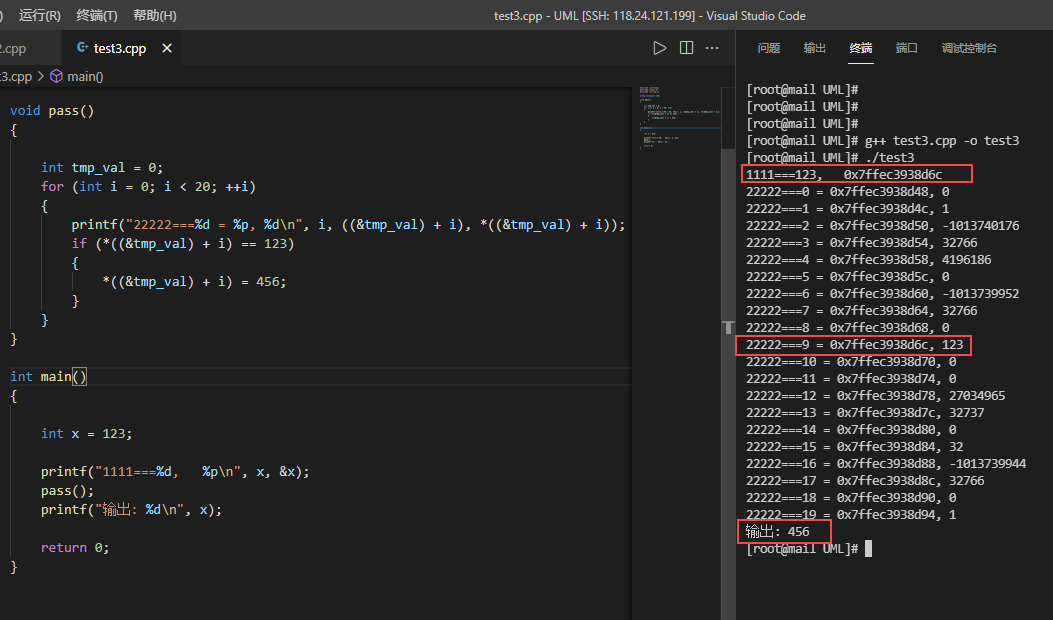 ) 运行(R) 终端(T) 帮助(H) test3.cpp - UML [SSH: 118.24.121.199] - Visual Studio Code
2.cpp test3.cpp
问题 输出 终端 端口 调试控制台
t3.cpp > main()
void pass()
{
int tmp_val = 0;
for (int i = 0; i < 20; ++i)
{
printf("22222===%d = %p, %d\n", i, ((&tmp_val) + i), *((&tmp_val) + i));
if (*((&tmp_val) + i) == 123)
{
*((&tmp_val) + i) = 456;
}
}
}
int main()
{
int x = 123;
printf("1111===%d,   %p\n", x, &x);
pass();
printf("输出: %d\n", x);
return 0;
}
[root@mail UML]#
[root@mail UML]#
[root@mail UML]#
[root@mail UML]# g++ test3.cpp -o test3
[root@mail UML]# ./test3
1111===123,   0x7ffec3938d6c
22222===0 = 0x7ffec3938d48, 0
22222===1 = 0x7ffec3938d4c, 1
22222===2 = 0x7ffec3938d50, -1013740176
22222===3 = 0x7ffec3938d54, 32766
22222===4 = 0x7ffec3938d58, 4196186
22222===5 = 0x7ffec3938d5c, 0
22222===6 = 0x7ffec3938d60, -1013739952
22222===7 = 0x7ffec3938d64, 32766
22222===8 = 0x7ffec3938d68, 0
22222===9 = 0x7ffec3938d6c, 123
22222===10 = 0x7ffec3938d70, 0
22222===11 = 0x7ffec3938d74, 0
22222===12 = 0x7ffec3938d78, 27034965
22222===13 = 0x7ffec3938d7c, 32737
22222===14 = 0x7ffec3938d80, 0
22222===15 = 0x7ffec3938d84, 32
22222===16 = 0x7ffec3938d88, -1013739944
22222===17 = 0x7ffec3938d8c, 32766
22222===18 = 0x7ffec3938d90, 0
22222===19 = 0x7ffec3938d94, 1
输出: 456
[root@mail UML]#